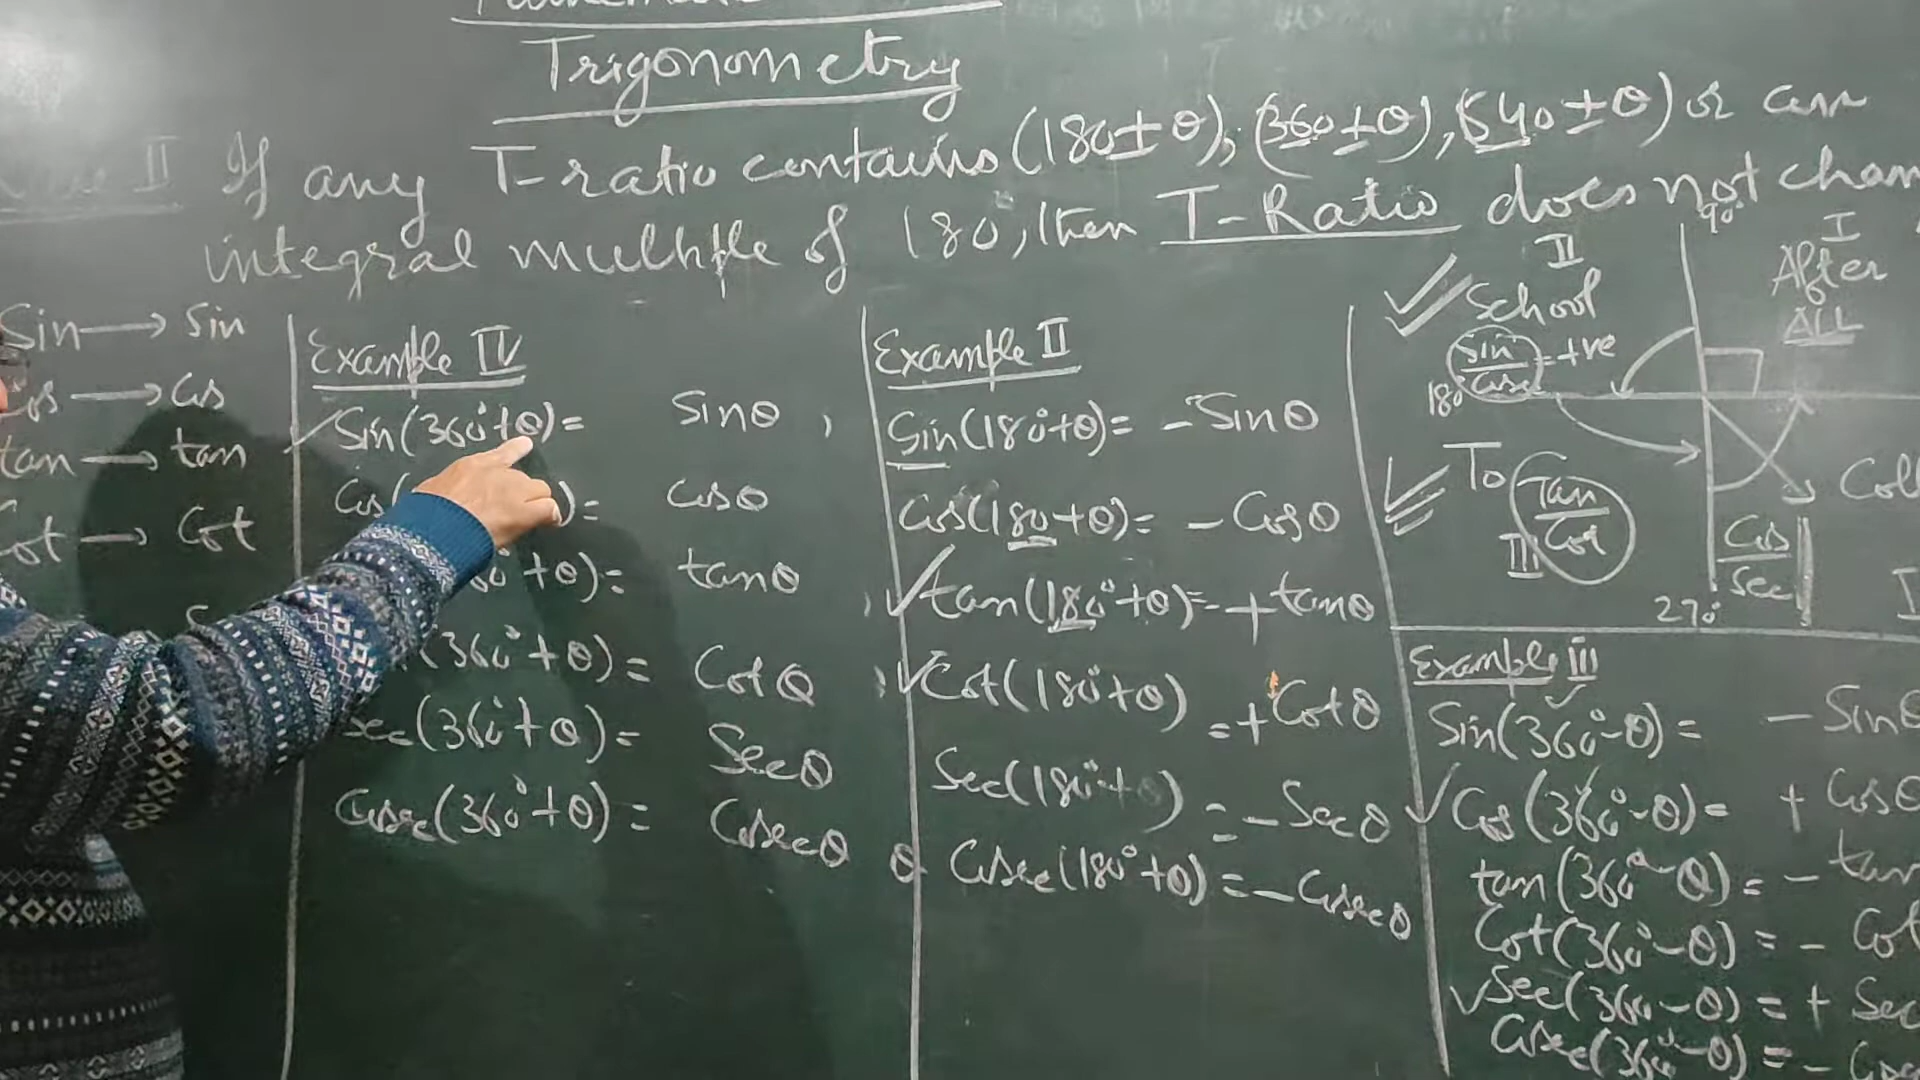 Trigonometry
II If any T-ratio contains (180±θ), (360±θ), (540±θ) or an
integral multiple of 180, then T-Ratio does not chan
Sin → Sin
Cos → Cos
tan → tan
Cot → Cot
Example IV
Sin(360°+θ)= Sinθ,
Cos( )= Cosθ
+θ)= tanθ
(360°+θ)= Cotθ
Sec(360°+θ)= Secθ
Cosec(360°+θ)= Cosecθ
Example II
Sin(180°+θ)= -Sinθ
Cos(180+θ)= -Cosθ
tan(180°+θ)= +tanθ
Cot(180°+θ) =+Cotθ
Sec(180°+θ) =-Secθ
Cosec(180°+θ)=-Cosecθ
90°
II
School
Sin
Cosec =+ve
180°
I
After
ALL
To
Tan
Cot
III
Coll
Cos
Sec
270°
Example iii
Sin(360°-θ)= -Sinθ
Cos(360°-θ)= +Cosθ
tan(360°-θ)= -tan
Cot(360°-θ)=- Cot
Sec(360-θ)=+ Sec
Cosec(360°-θ)=-Cosec